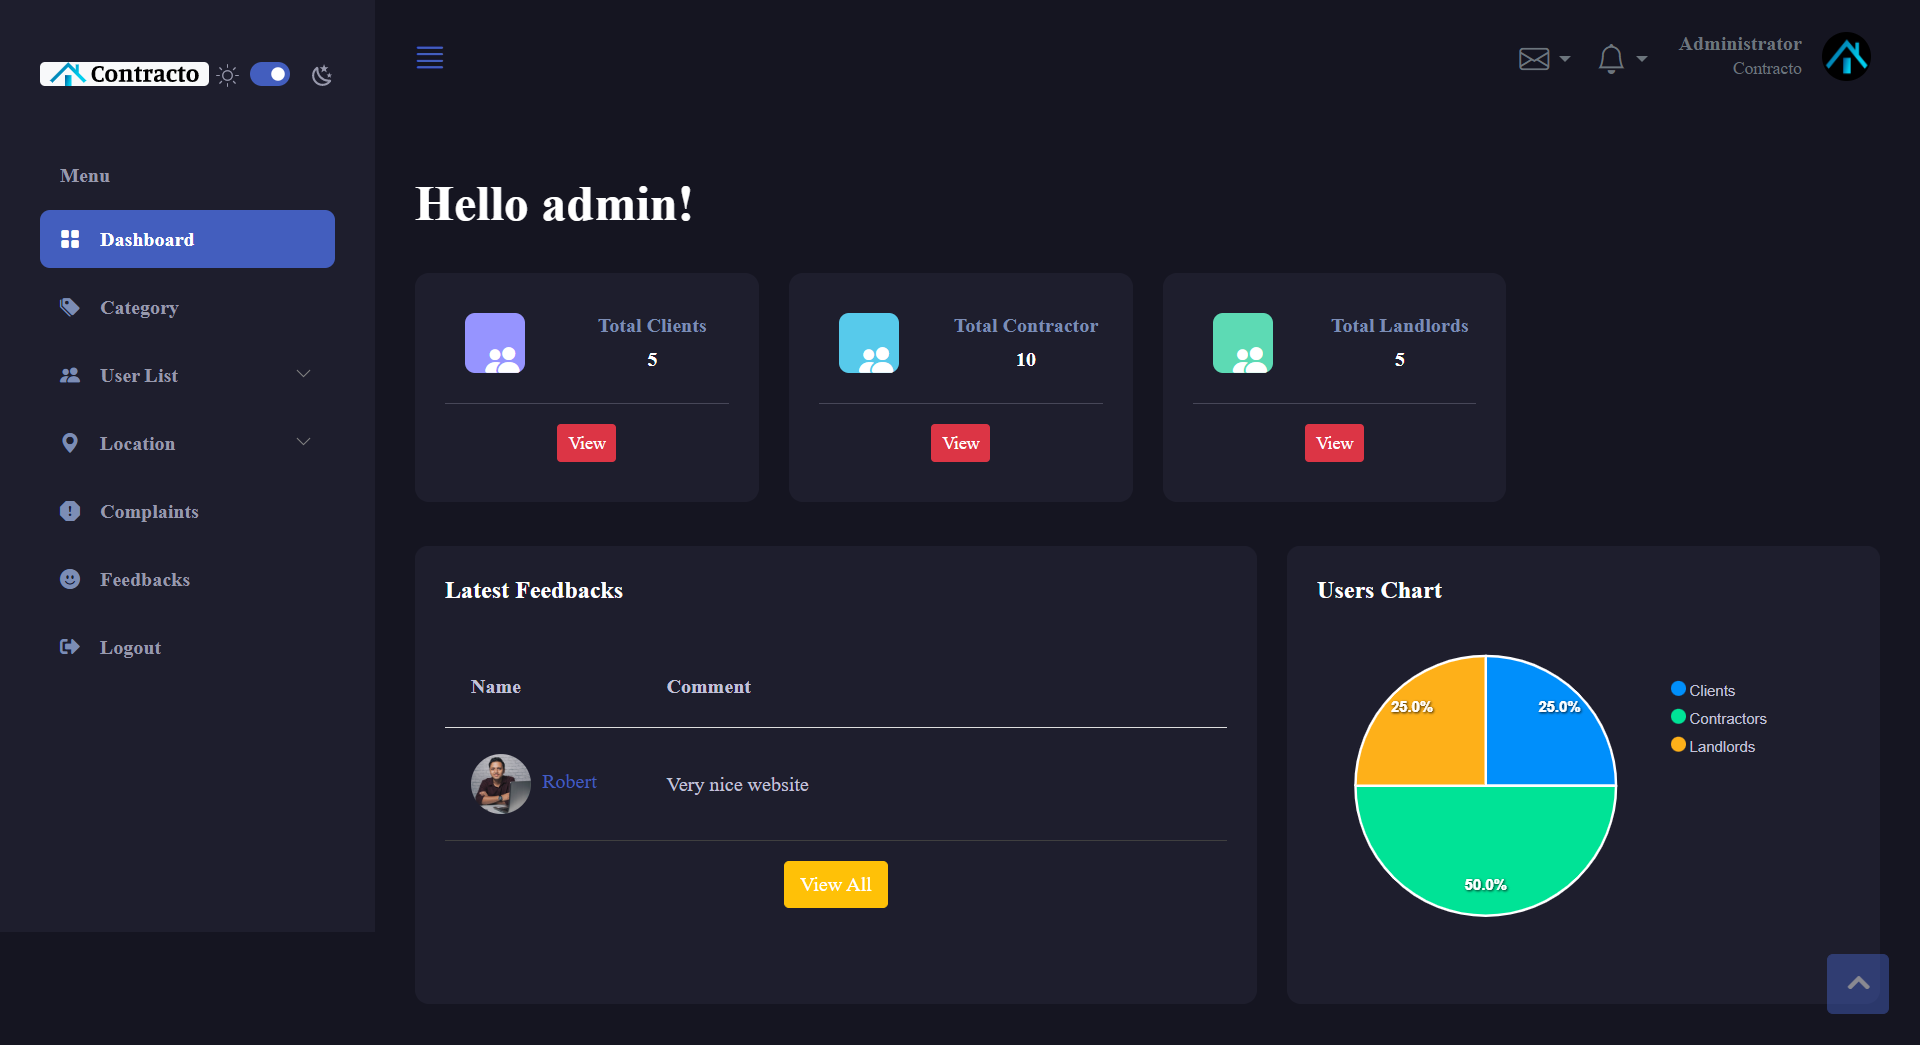 Contracto
Administrator
Contracto
Menu
Dashboard
Category
User List
Location
Complaints
Feedbacks
Logout
Hello admin!
Total Clients
5
View
Total Contractor
10
View
Total Landlords
5
View
Latest Feedbacks
Name Comment
Robert Very nice website
View All
Users Chart
25.0%
25.0%
50.0%
Clients
Contractors
Landlords